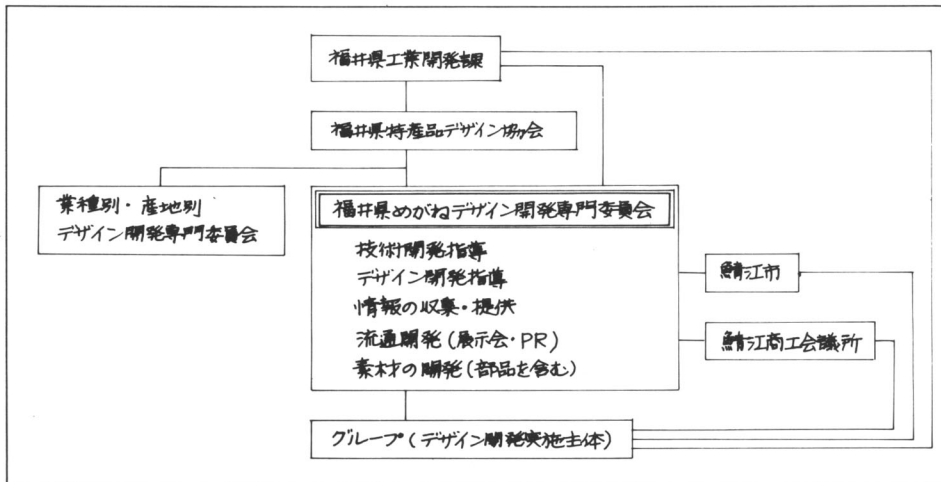 福井県工業開発課
福井県特産品デザイン協会
業種別・産地別
デザイン開発専門委員会
福井県めがねデザイン開発専門委員会
技術開発指導
デザイン開発指導
情報の収集・提供
流通開発(展示会・PR)
素材の開発(部品を含む)
鯖江市
鯖江商工会議所
グループ(デザイン開発実施主体)